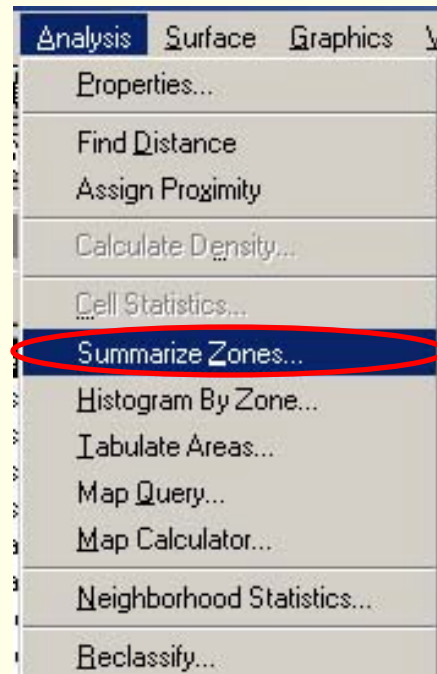 Analysis Surface Graphics
Properties...
Find Distance
Assign Proximity
Calculate Density...
Cell Statistics...
Summarize Zones...
Histogram By Zone...
Tabulate Areas...
Map Query...
Map Calculator...
Neighborhood Statistics...
Reclassify...